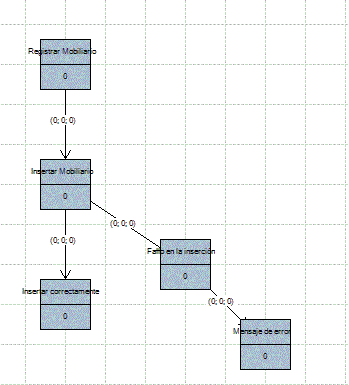 Registrar Mobiliario
0
(0; 0; 0)
Insertar Mobiliario
0
(0; 0; 0)
(0; 0; 0)
Fallo en la inserción
0
Insertar correctamente
0
(0; 0; 0)
Mensaje de error
0